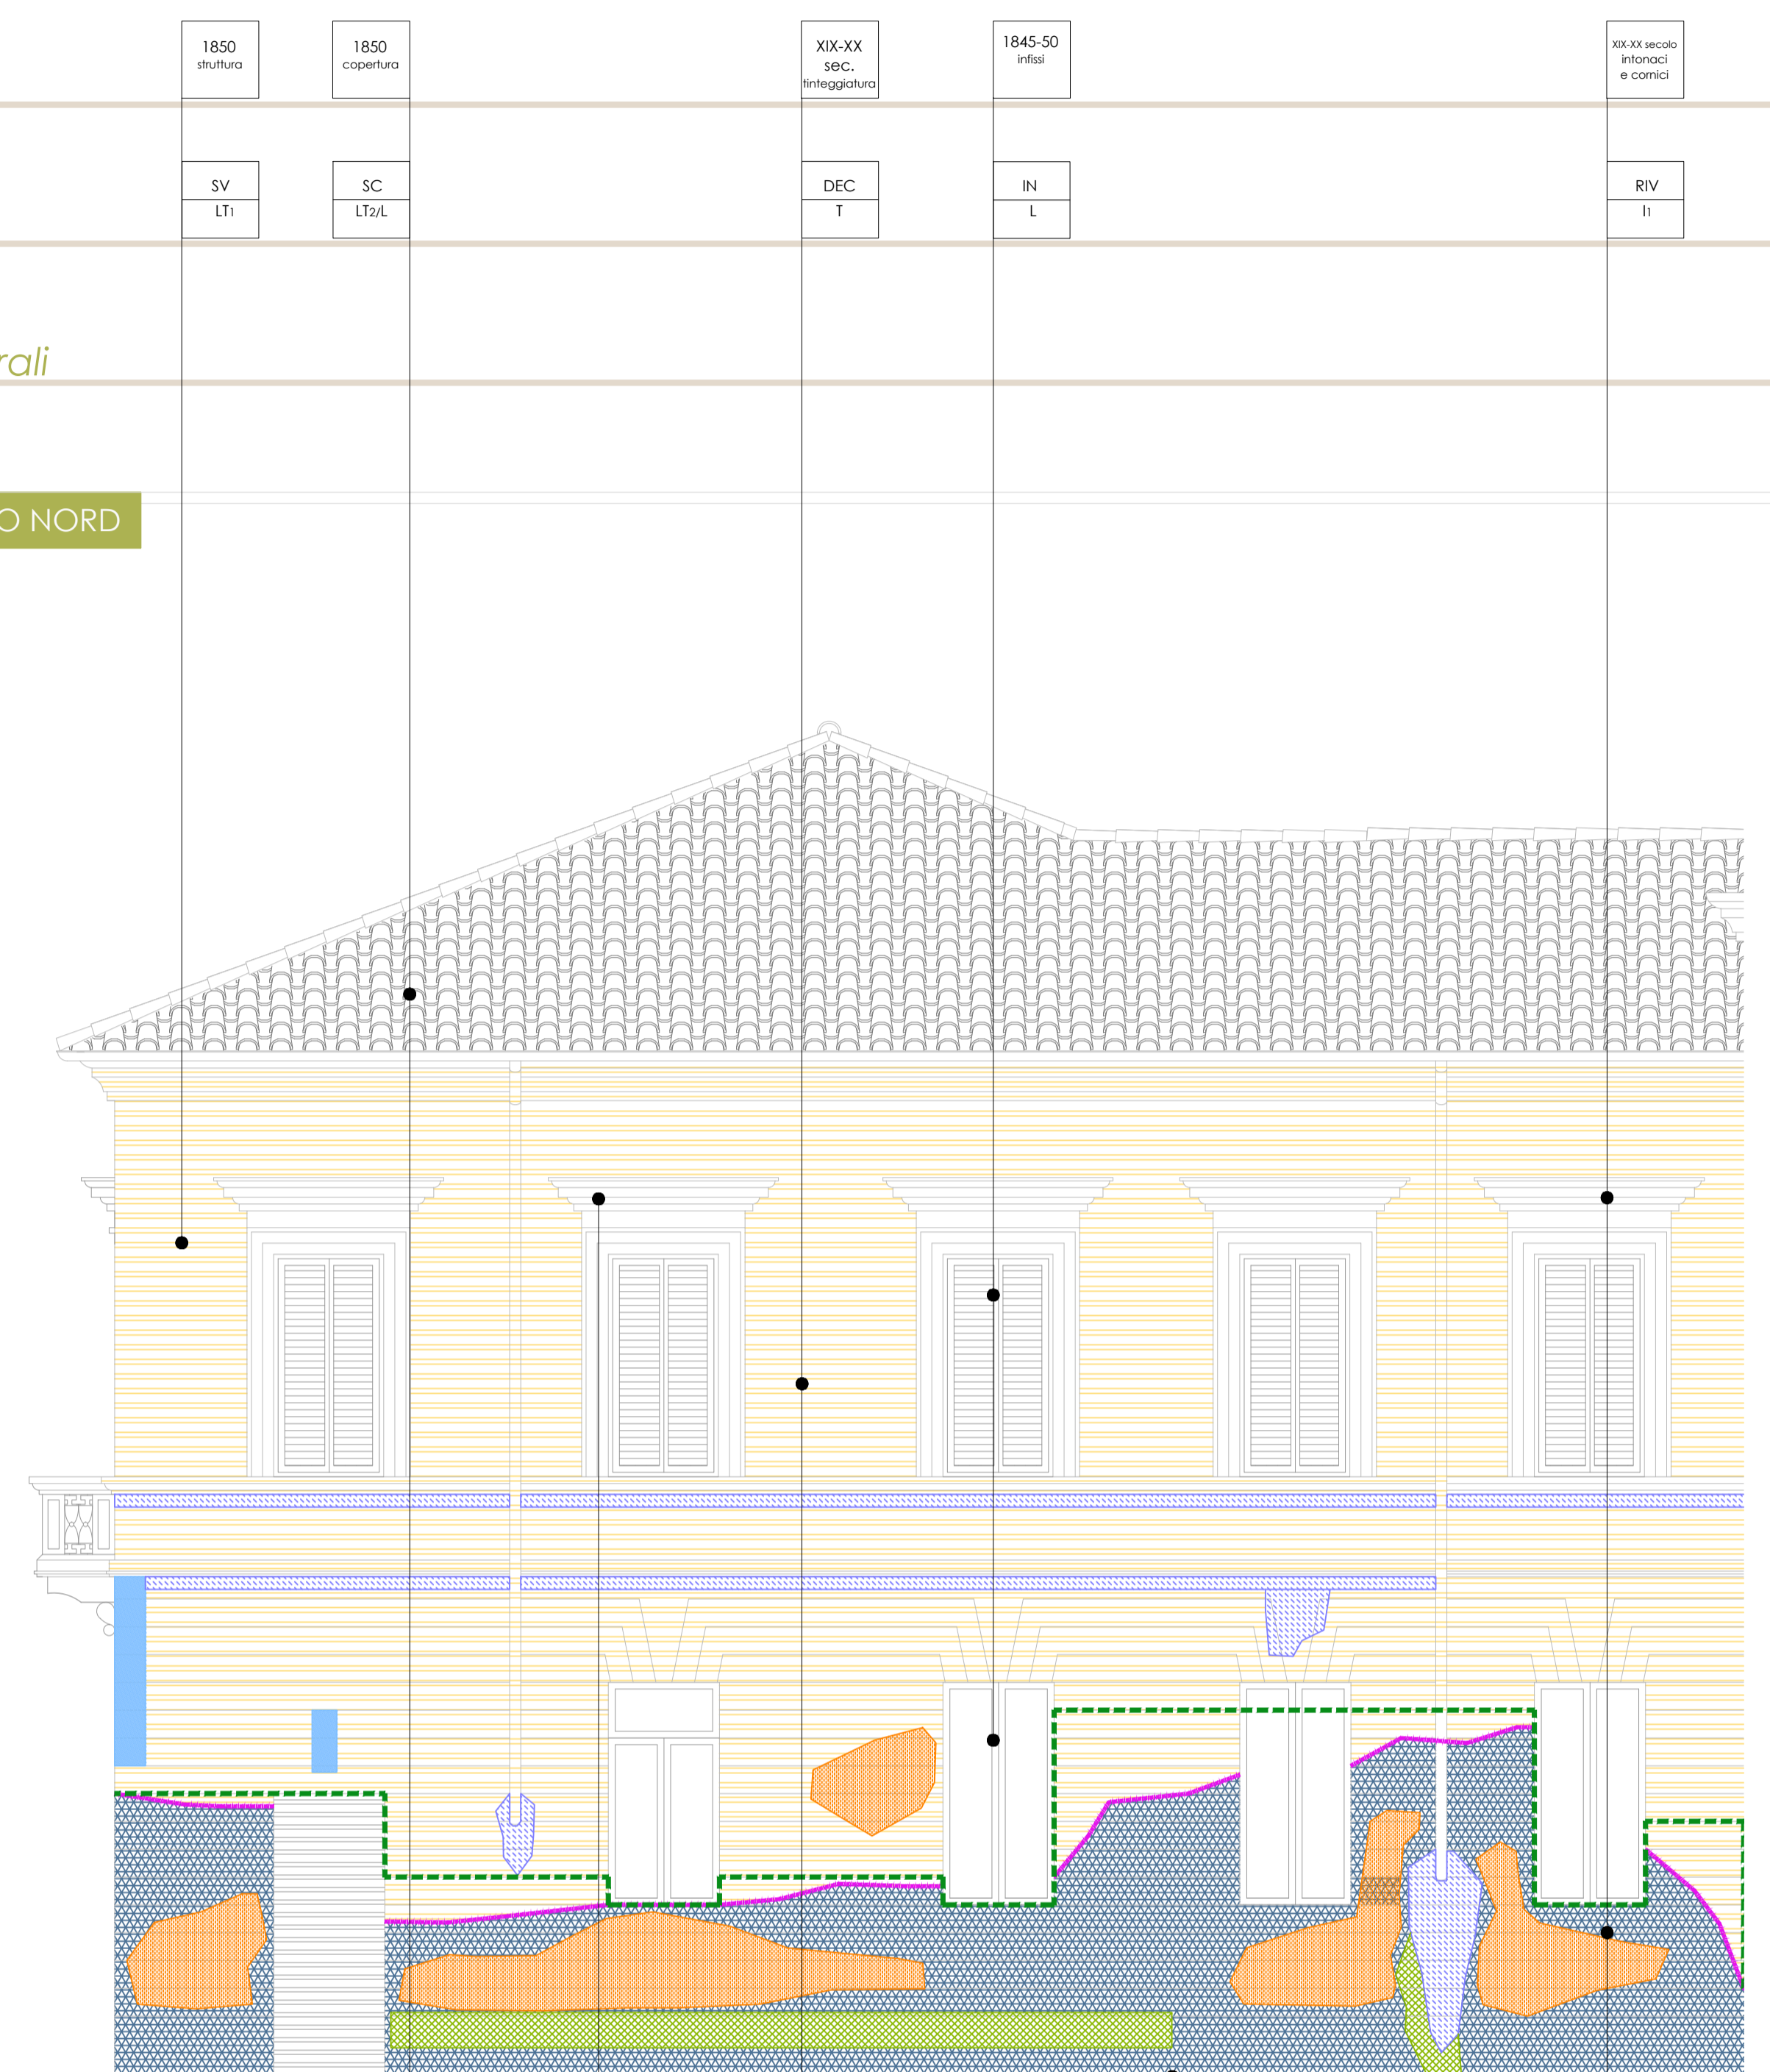 1850
struttura
1850
copertura
XIX-XX
sec.
tinteggiatura
1845-50
infissi
XIX-XX secolo
intonaci
e cornici
SV
LT1
SC
LT2/L
DEC
T
IN
L
RIV
I1
rali
O NORD